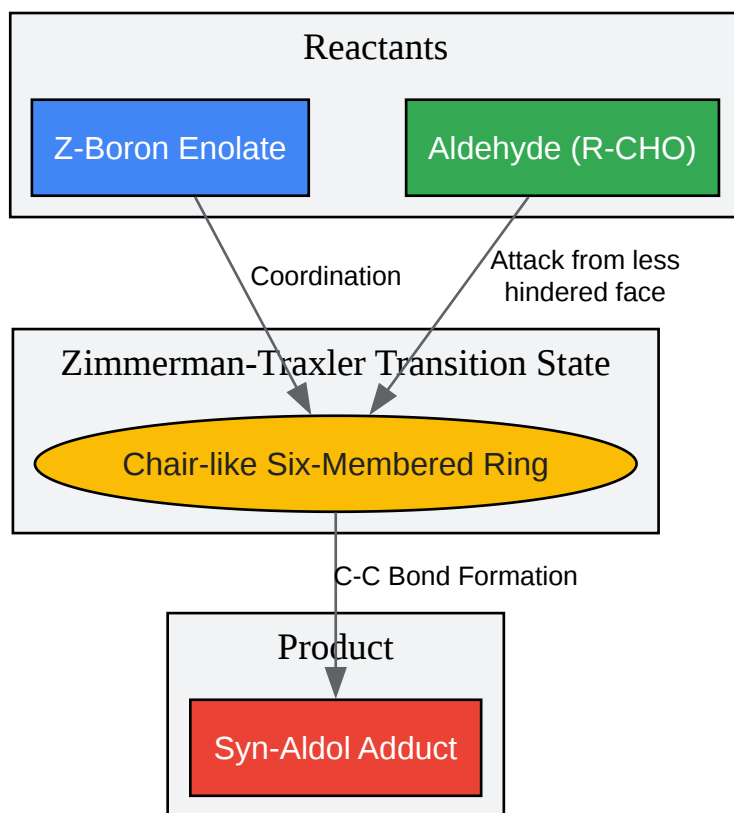 Reactants
Z-Boron Enolate
Aldehyde (R-CHO)
Coordination
Attack from less
hindered face
Zimmerman-Traxler Transition State
Chair-like Six-Membered Ring
C-C Bond Formation
Product
Syn-Aldol Adduct